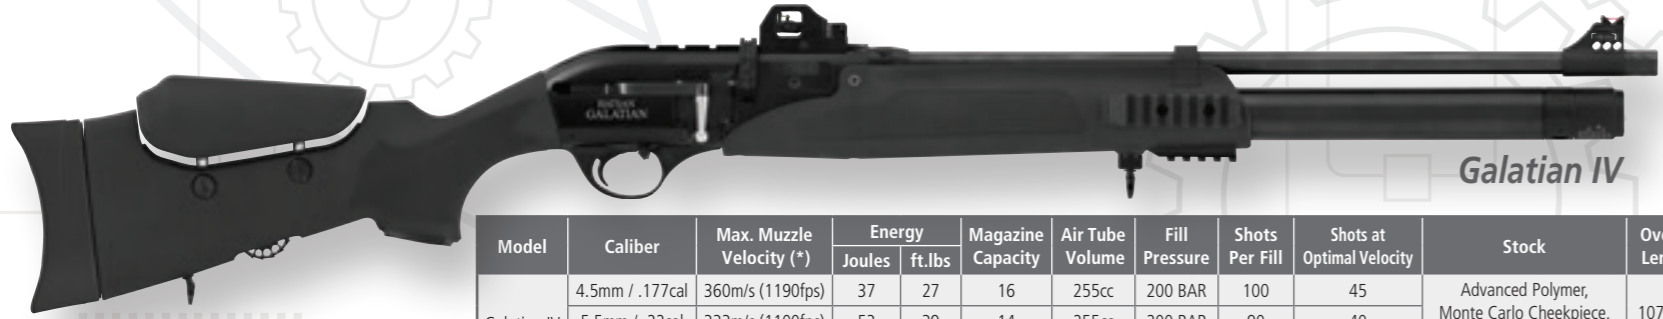 HATSAN
GALATIAN
Galatian IV
Model Caliber Max. Muzzle Velocity (*) Energy Joules ft.lbs Magazine Capacity Air Tube Volume Fill Pressure Shots Per Fill Shots at Optimal Velocity Stock
4.5mm / .177cal 360m/s (1190fps) 37 27 16 255cc 200 BAR 100 45 Advanced Polymer,
Monte Carlo Cheekpiece,